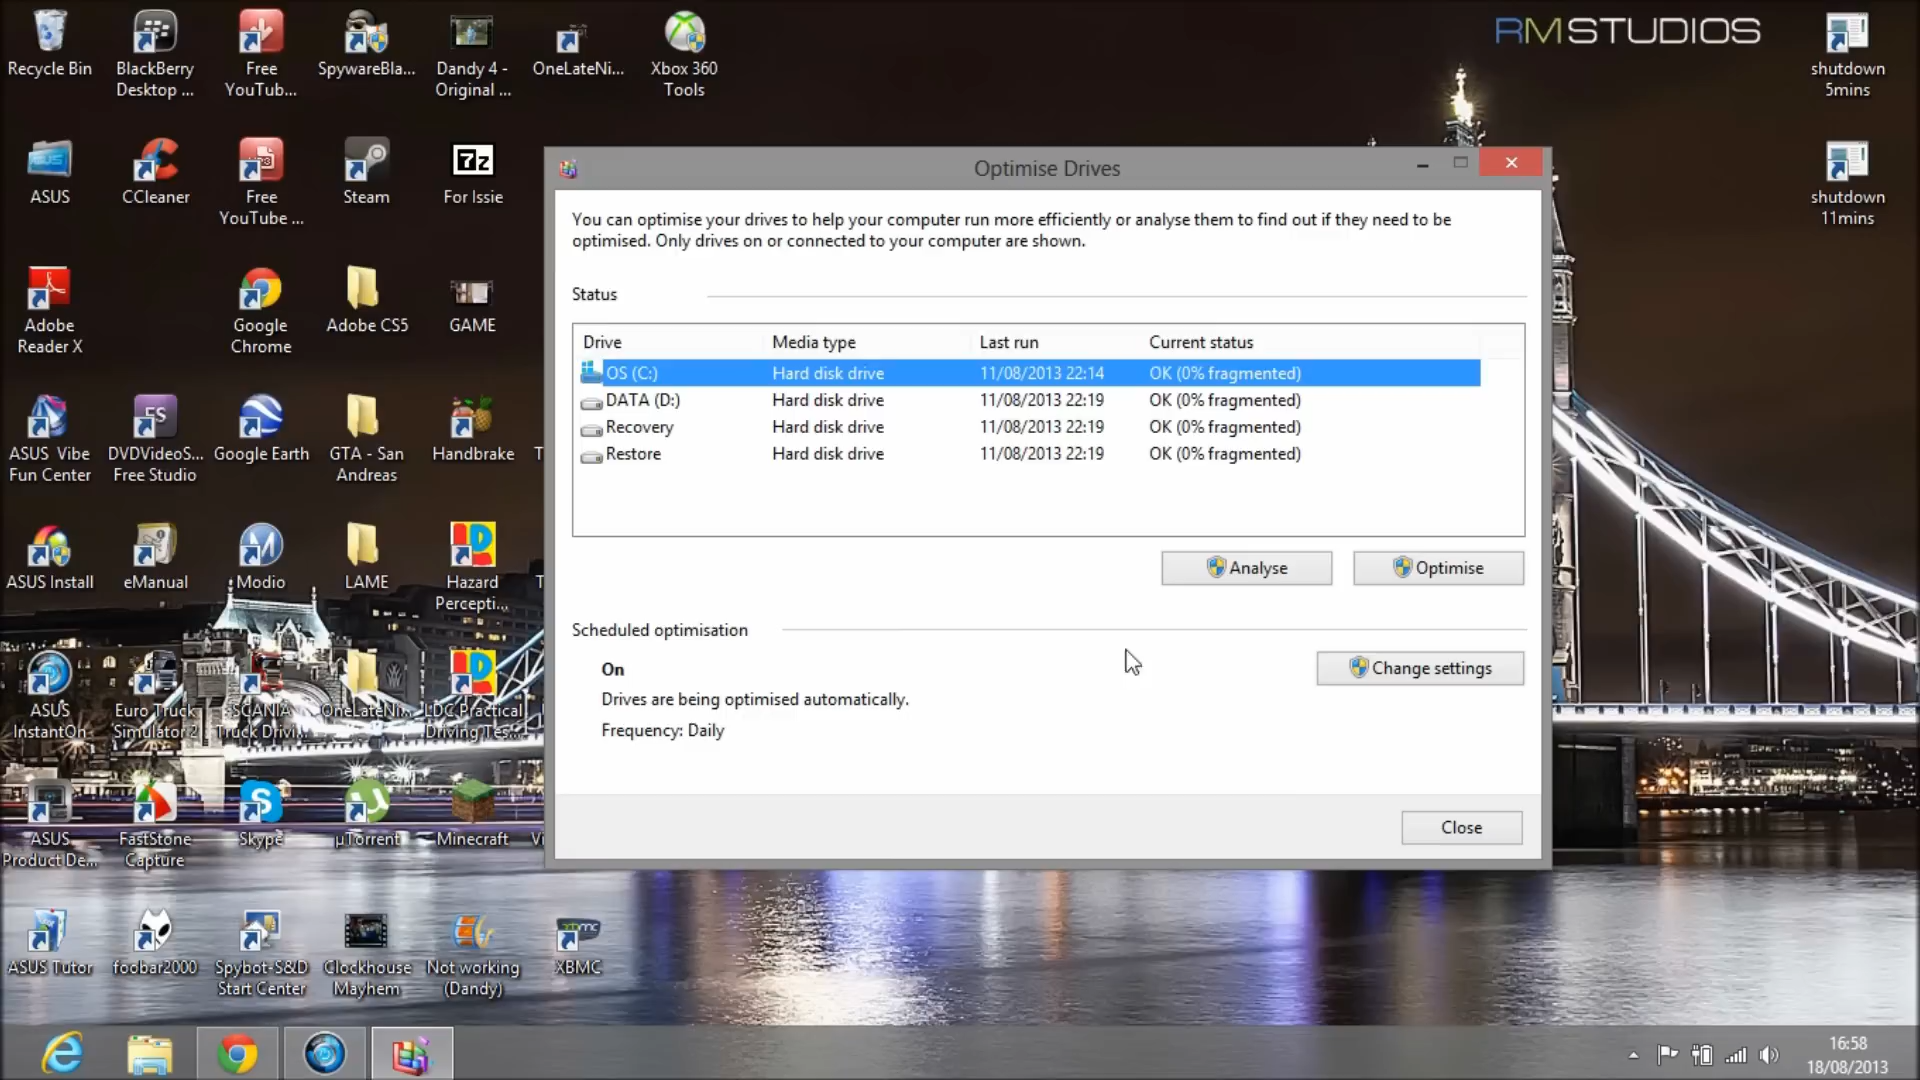 RMSTUDIOS
Recycle Bin
BlackBerry
Desktop ...
Free
YouTub...
SpywareBla...
Dandy 4 -
Original ...
OneLateNi...
Xbox 360
Tools
shutdown
5mins
ASUS
CCleaner
Free
YouTube ...
Steam
7z
For Issie
shutdown
11mins
Adobe
Reader X
Google
Chrome
Adobe CS5
GAME
ASUS Vibe
Fun Center
FS
DVDVideoS...
Free Studio
Google Earth
GTA - San
Andreas
Handbrake
T
ASUS Install
eManual
Modio
LAME
Hazard
Percepti...
T
ASUS
InstantOn
Euro Truck
Simulator 2
SCANIA
Truck Drivi...
OneLateNi...
LDC Practical
Driving Tes...
ASUS
Product De...
FastStone
Capture
Skype
µTorrent
Minecraft
Vi
ASUS Tutor
foobar2000
Spybot-S&D
Start Center
Clockhouse
Mayhem
Not working
(Dandy)
xbmc
XBMC
Optimise Drives
You can optimise your drives to help your computer run more efficiently or analyse them to find out if they need to be
optimised. Only drives on or connected to your computer are shown.
Status
Drive Media type Last run Current status
OS (C:) Hard disk drive 11/08/2013 22:14 OK (0% fragmented)
DATA (D:) Hard disk drive 11/08/2013 22:19 OK (0% fragmented)
Recovery Hard disk drive 11/08/2013 22:19 OK (0% fragmented)
Restore Hard disk drive 11/08/2013 22:19 OK (0% fragmented)
Analyse Optimise
Scheduled optimisation
On
Drives are being optimised automatically.
Frequency: Daily
Change settings
Close
16:58
18/08/2013